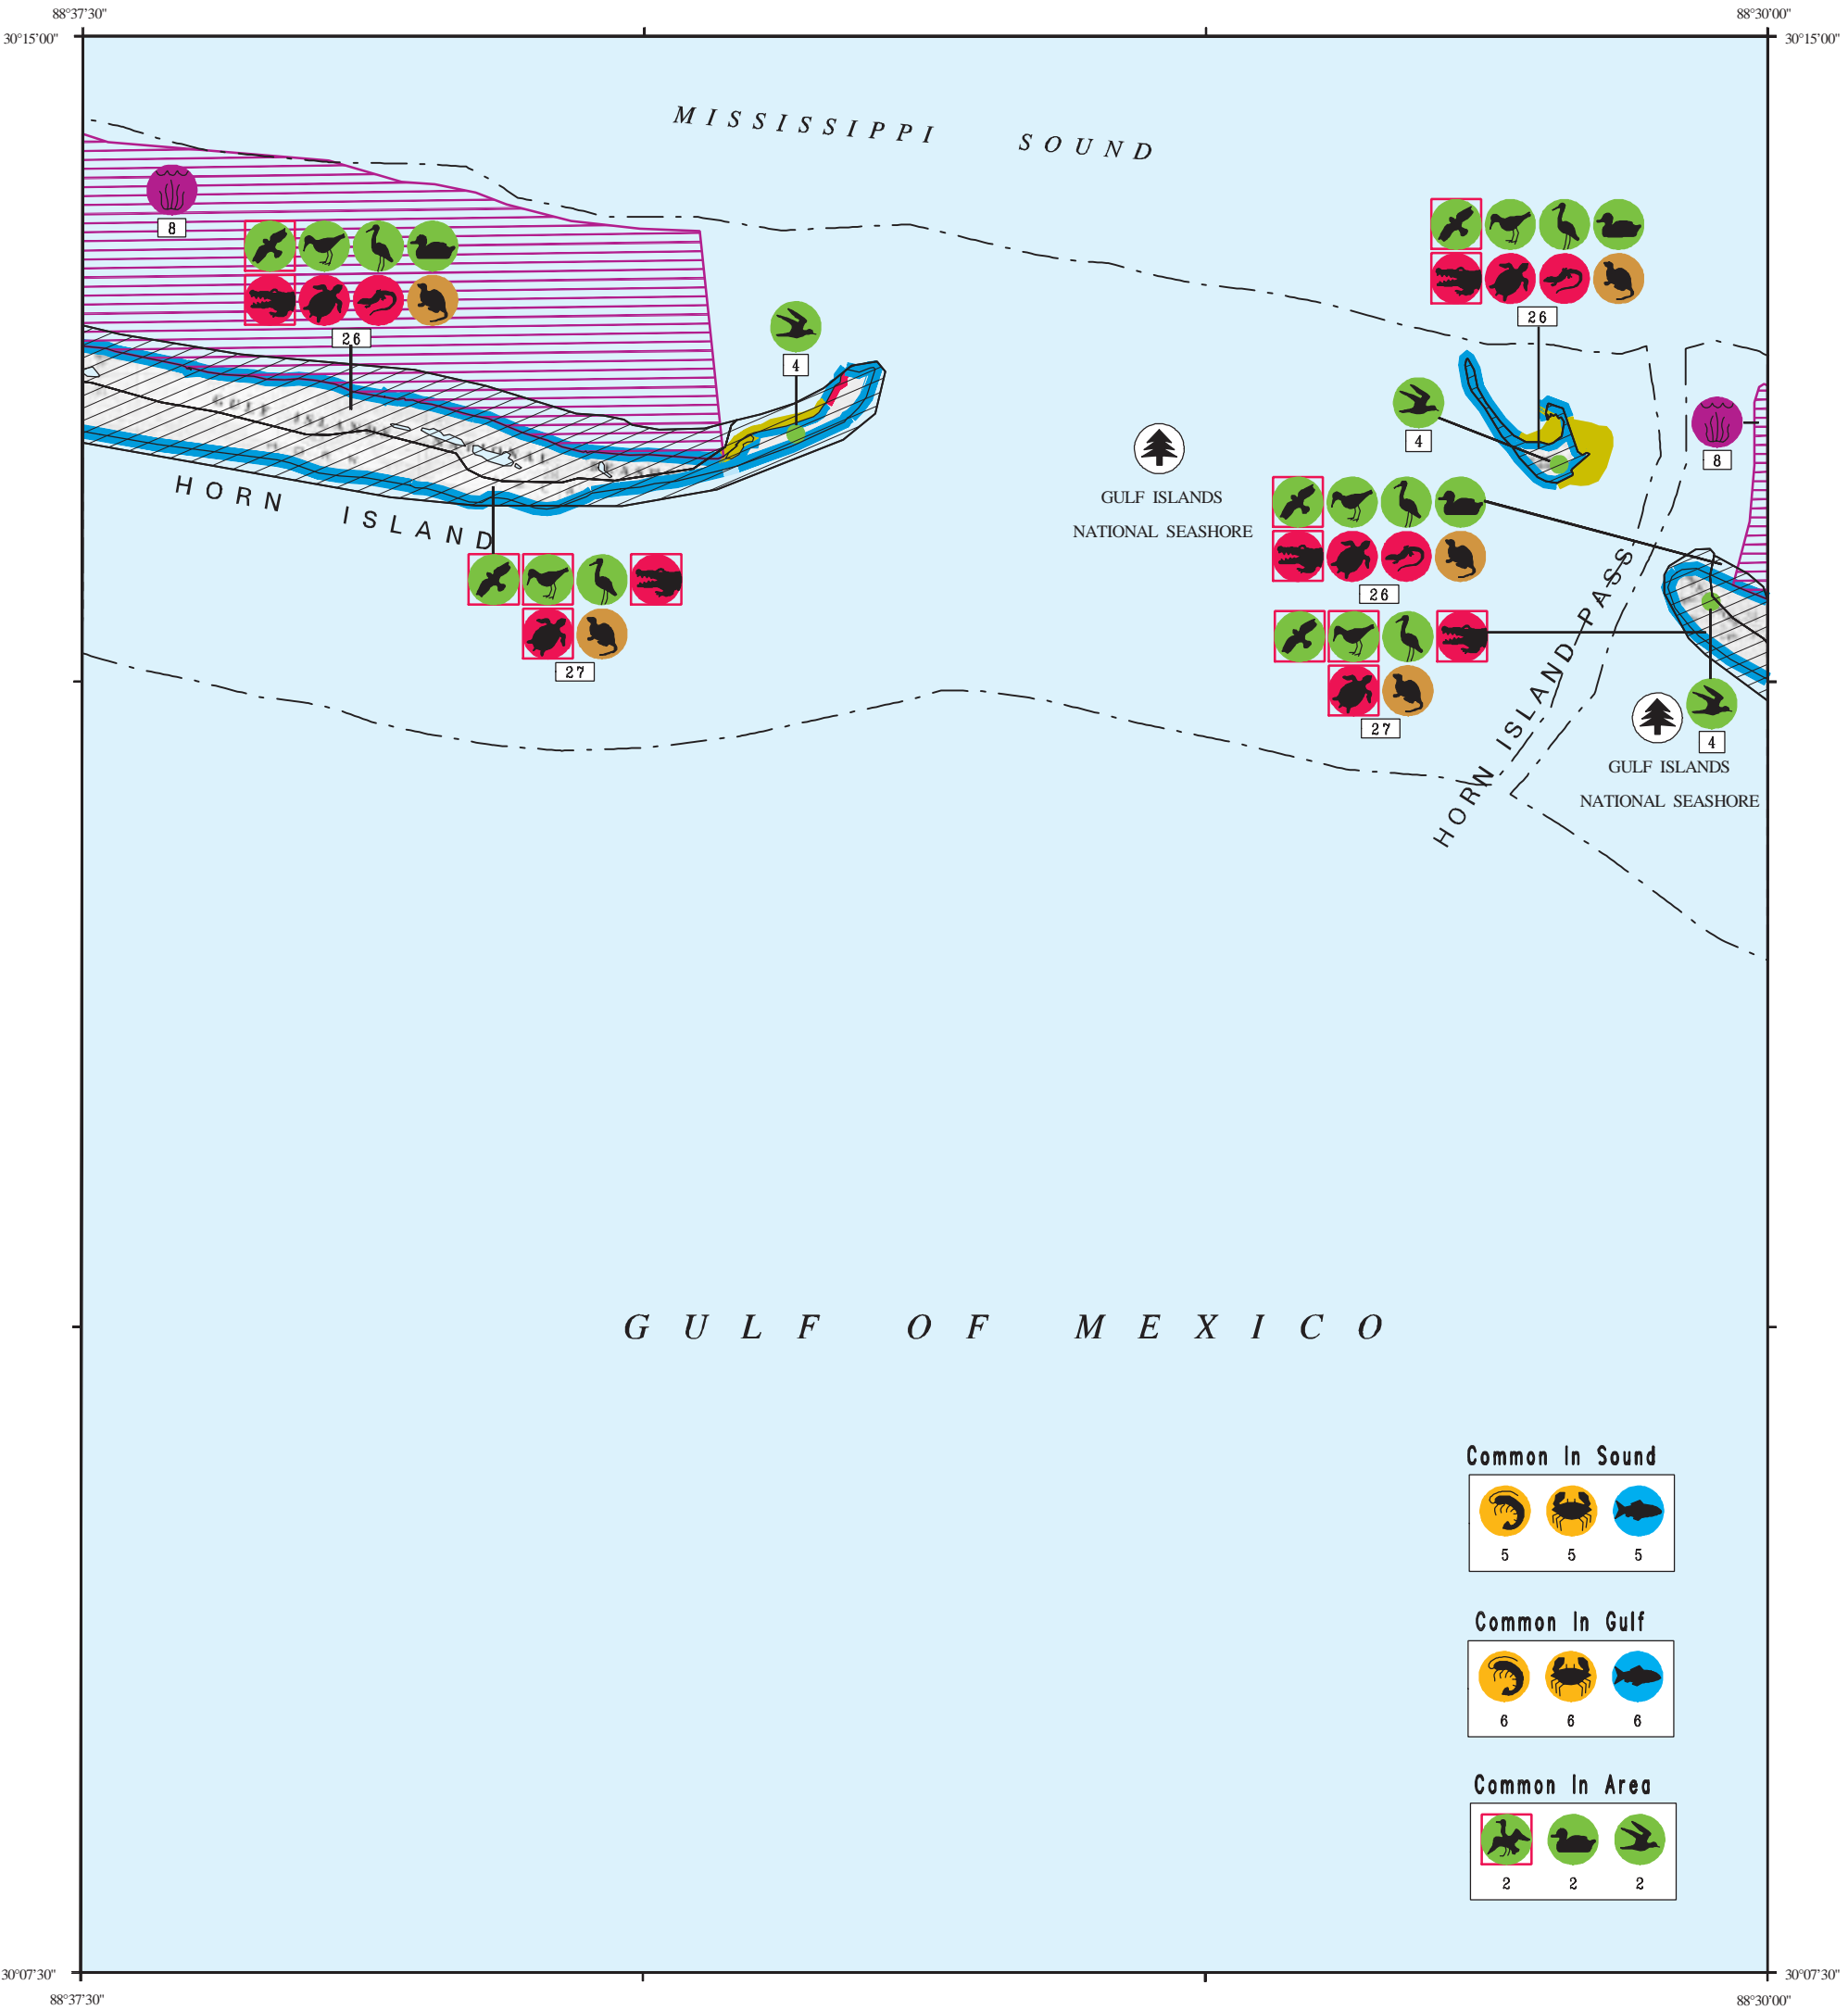 88°37'30"
88°30'00"
30°15'00"
30°15'00"
MISSISSIPPI SOUND
8
26
4
26
4
8
GULF ISLANDS NATIONAL
HORN ISLAND
GULF ISLANDS
NATIONAL SEASHORE
26
27
27
HORN ISLAND PASS
4
GULF ISLANDS
NATIONAL SEASHORE
GULF OF MEXICO
Common In Sound
5 5 5
Common In Gulf
6 6 6
Common In Area
2 2 2
30°07'30"
30°07'30"
88°37'30"
88°30'00"